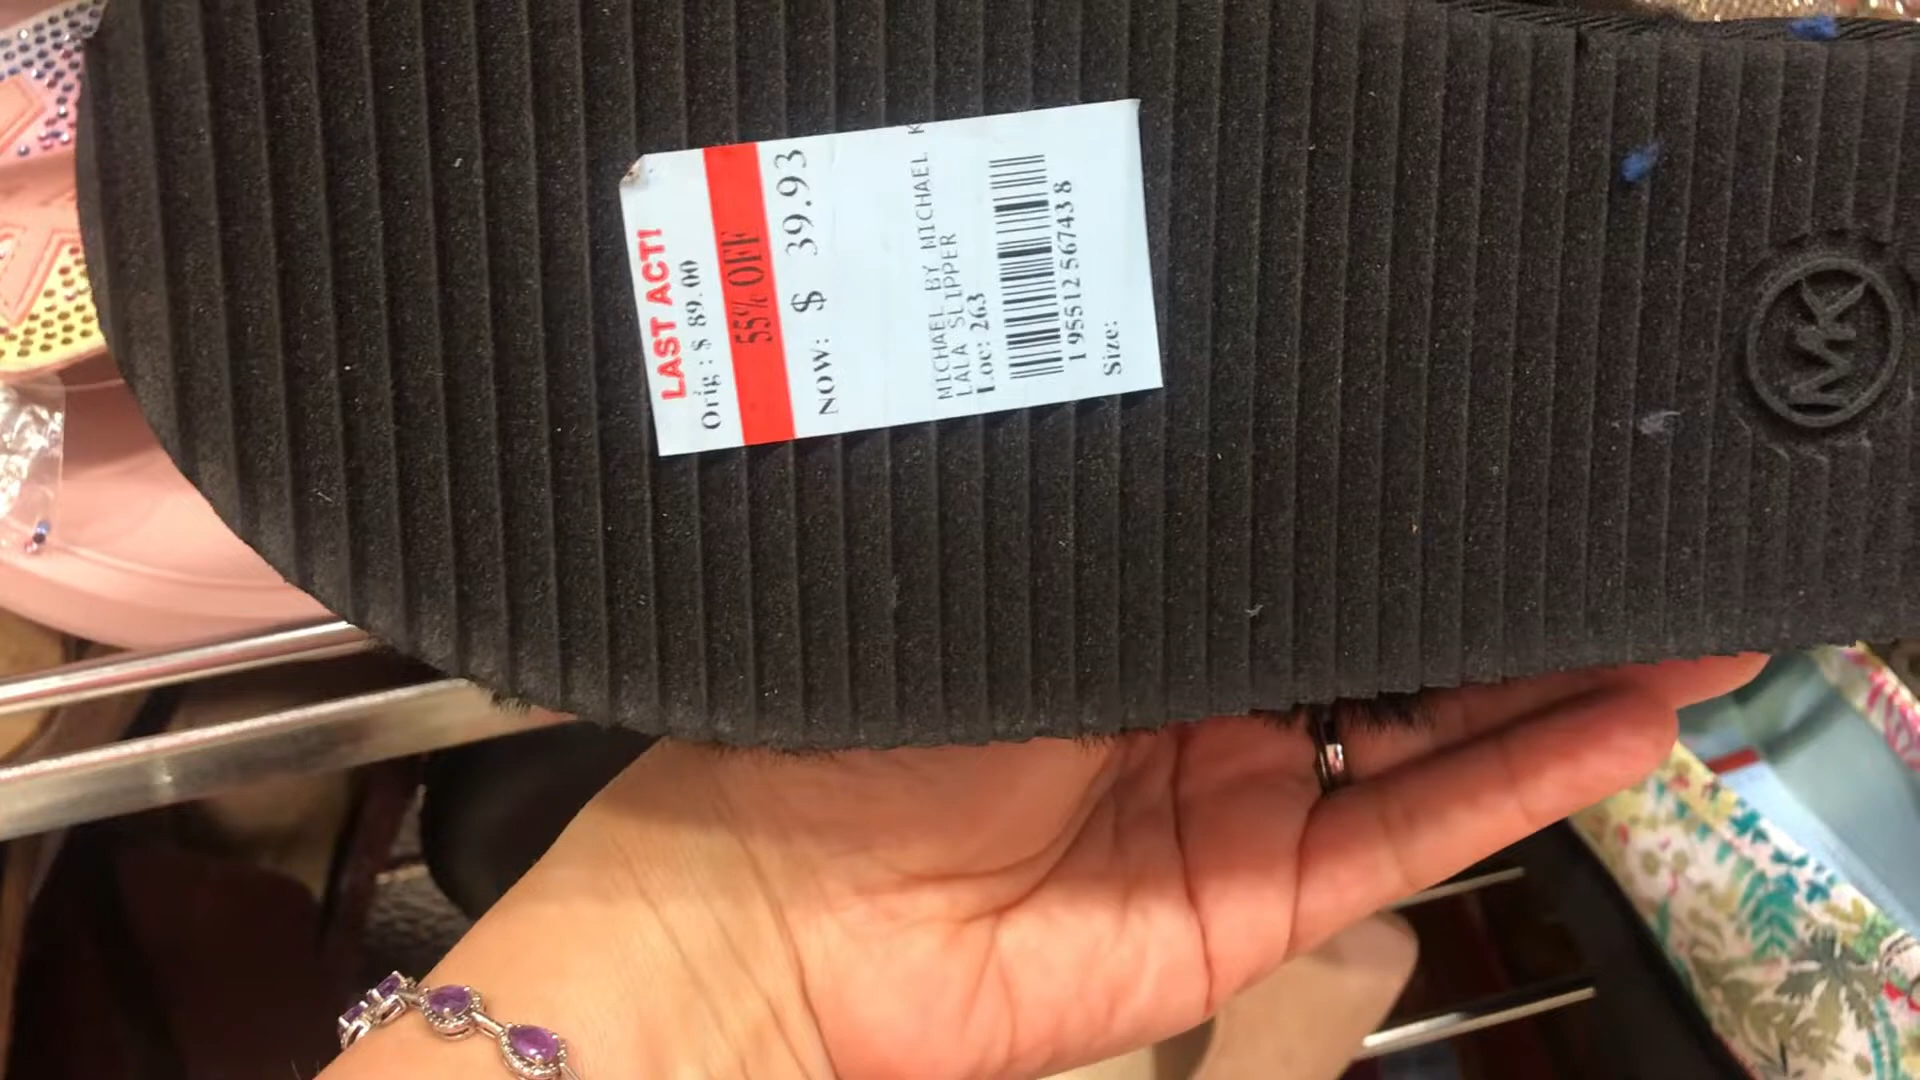 LAST ACT!
Orig : $ 89.00
55% OFF
NOW: $ 39.93
MICHAEL BY MICHAEL K
LALA SLIPPER
Loc: 263
1 95512 56743 8
Size:
MK